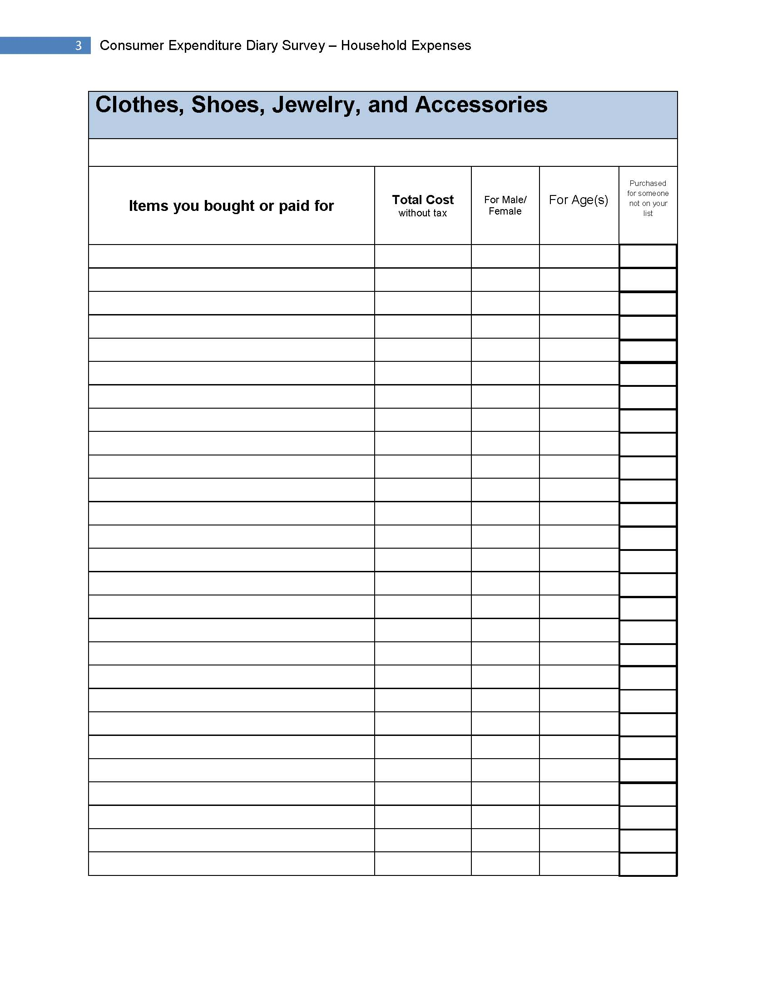 3 Consumer Expenditure Diary Survey – Household Expenses
Clothes, Shoes, Jewelry, and Accessories
Items you bought or paid for
Total Cost
without tax
For Male/
Female
For Age(s)
Purchased
for someone
not on your
list